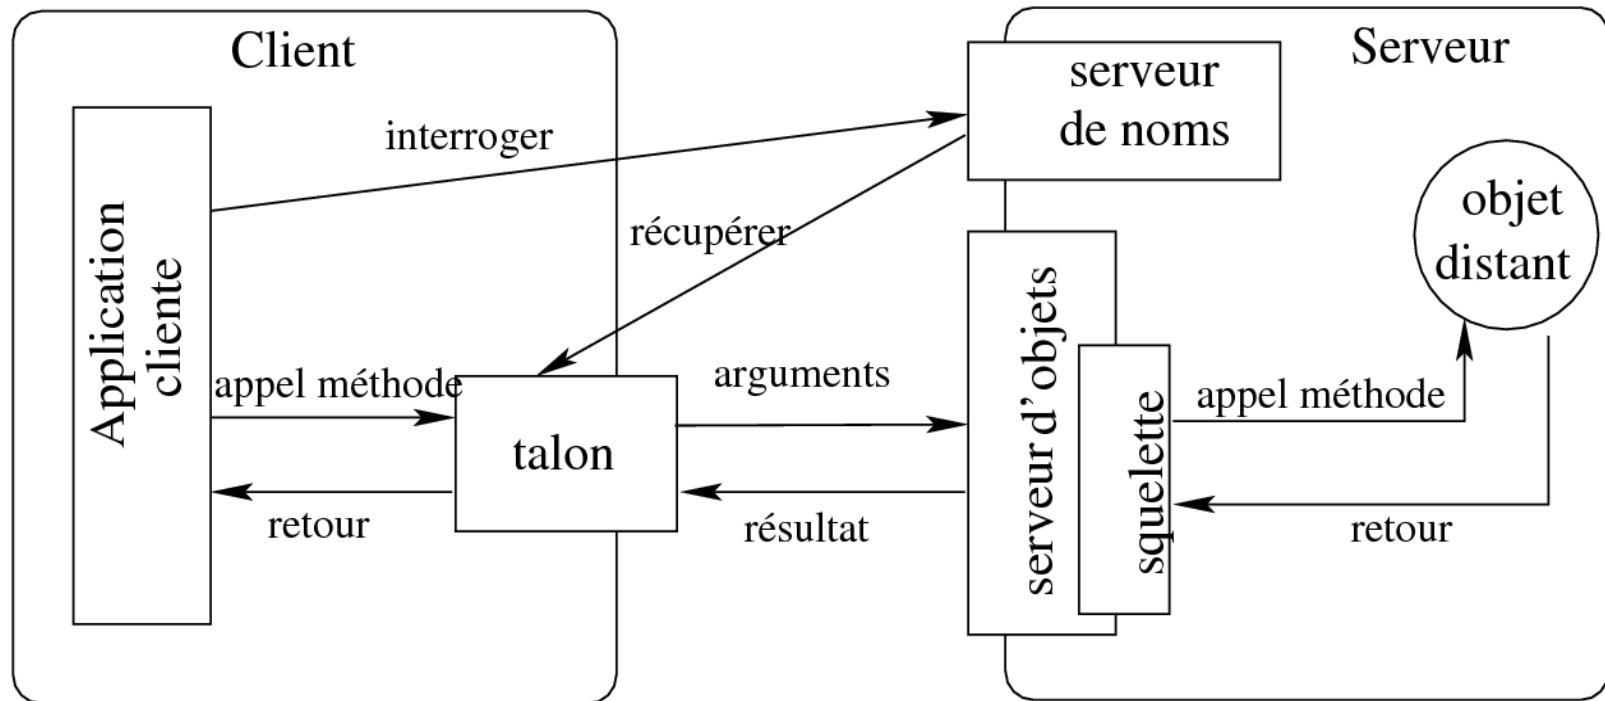 Client
Serveur
serveur
de noms
interroger
objet
distant
récupérer
Application
cliente
appel méthode
talon
arguments
serveur d'objets
squelette
appel méthode
retour
résultat
retour